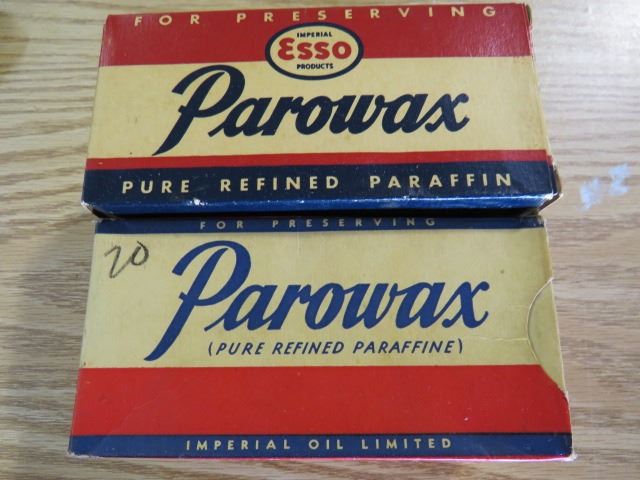 FOR PRESERVING
IMPERIAL
Esso
PRODUCTS
Parowax
PURE REFINED PARAFFIN
FOR PRESERVING
20
Parowax
(PURE REFINED PARAFFINE)
IMPERIAL OIL LIMITED